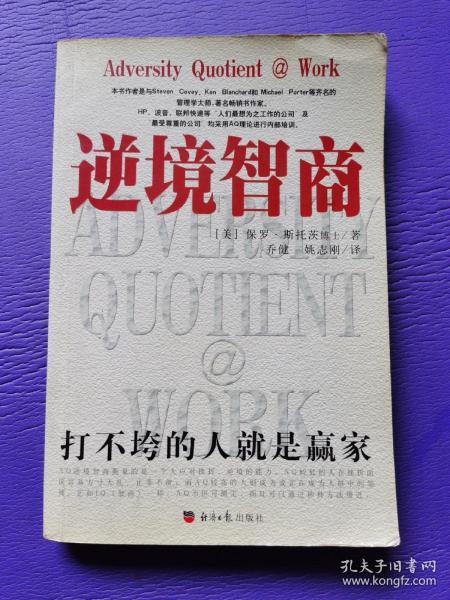 Adversity Quotient @ Work
本书作者是与Steven Covey、Ken Blanchard和Michael Porter等齐名的
管理学大师、著名畅销书作家。
HP、波音、联邦快递等“人们最想为之工作的公司”及
最受尊重的公司 均采用AQ理论进行内部培训。
逆境智商
[美] 保罗·斯托茨博士/著
乔健 姚志刚/译
ADVERSITY
QUOTIENT
@
WORK
打不垮的人就是赢家
经济日报出版社
孔夫子旧书网
www.kongfz.com